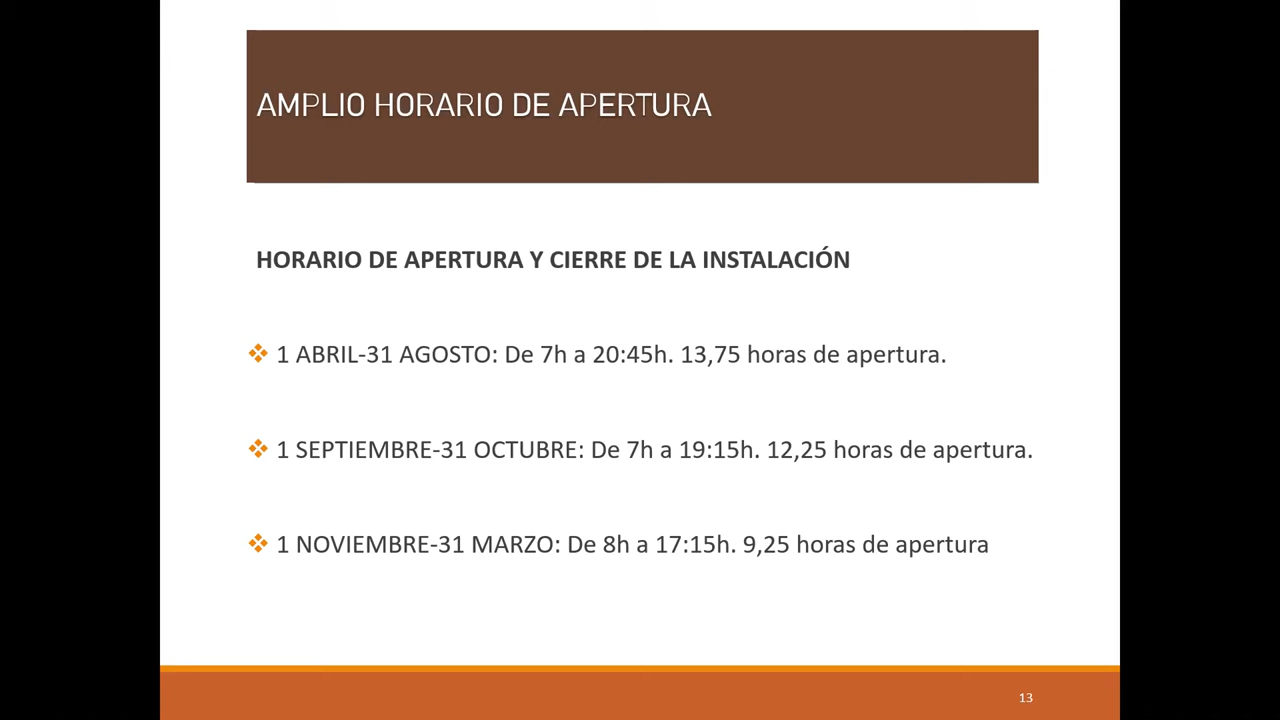 AMPLIO HORARIO DE APERTURA
HORARIO DE APERTURA Y CIERRE DE LA INSTALACIÓN
1 ABRIL-31 AGOSTO: De 7h a 20:45h. 13,75 horas de apertura.
1 SEPTIEMBRE-31 OCTUBRE: De 7h a 19:15h. 12,25 horas de apertura.
1 NOVIEMBRE-31 MARZO: De 8h a 17:15h. 9,25 horas de apertura
13